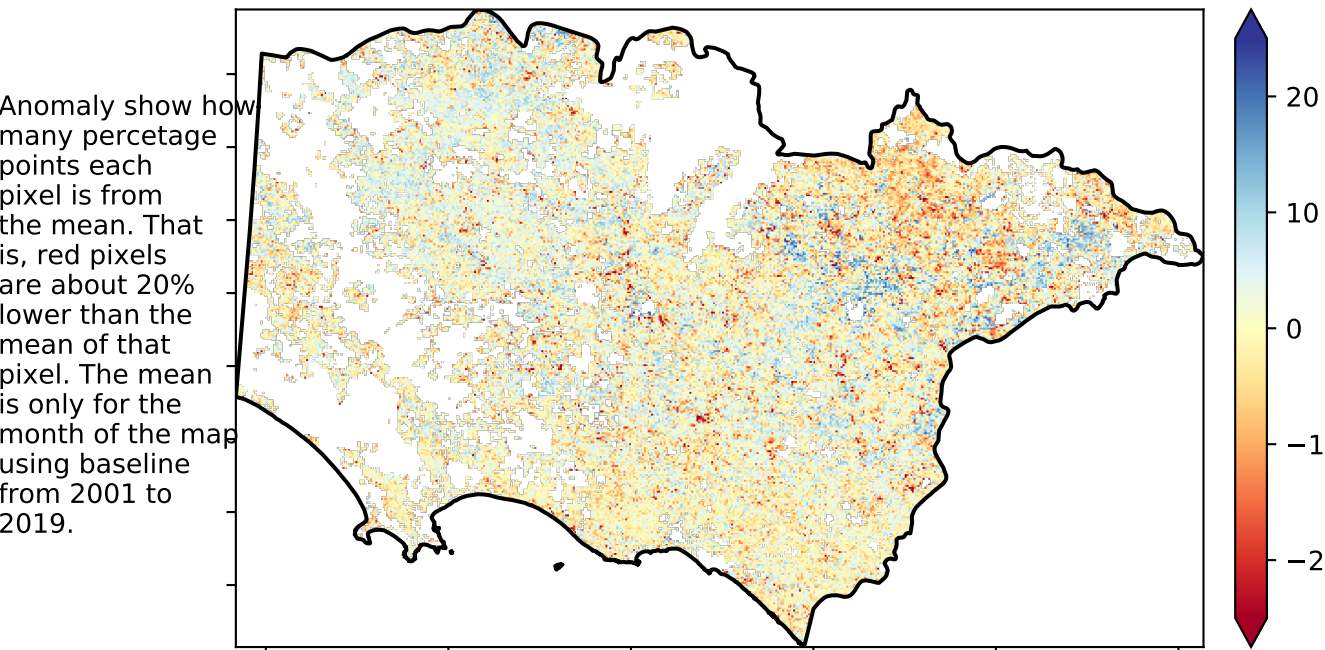 Anomaly show how
many percetage
points each
pixel is from
the mean. That
is, red pixels
are about 20%
lower than the
mean of that
pixel. The mean
is only for the
month of the map
using baseline
from 2001 to
2019.
20
10
0
−1
−2